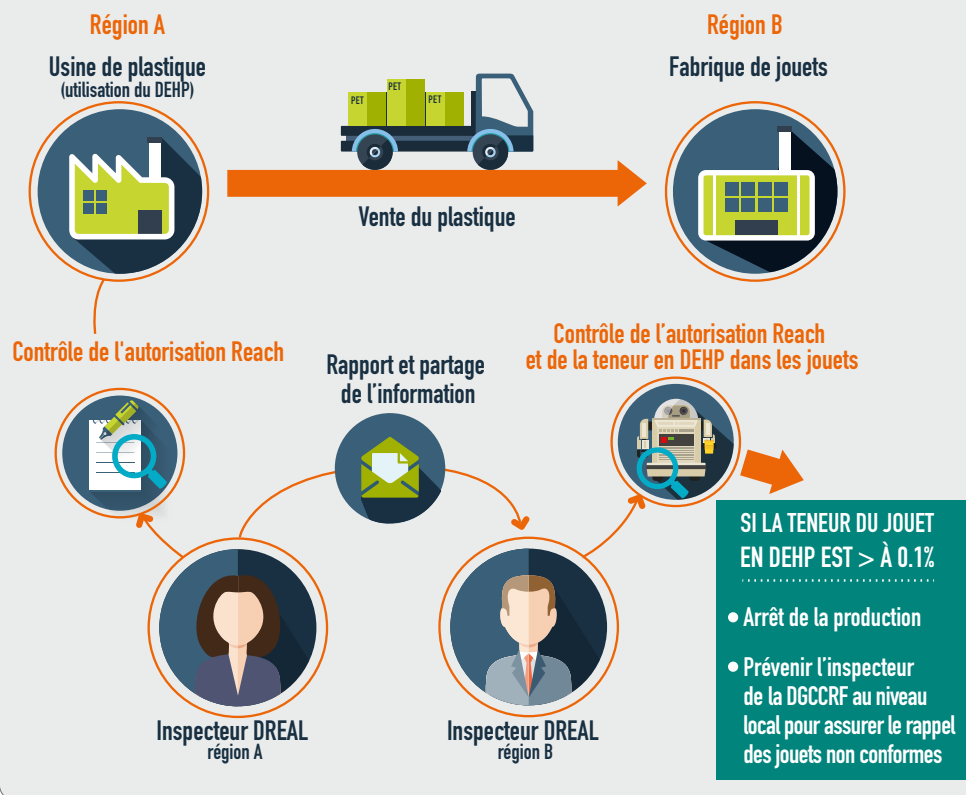 Région A
Usine de plastique
(utilisation du DEHP)
PET
PET
PET
Vente du plastique
Région B
Fabrique de jouets
Contrôle de l'autorisation Reach
Rapport et partage
de l’information
Contrôle de l’autorisation Reach
et de la teneur en DEHP dans les jouets
Inspecteur DREAL
région A
Inspecteur DREAL
région B
SI LA TENEUR DU JOUET
EN DEHP EST > À 0.1%
• Arrêt de la production
• Prévenir l’inspecteur
de la DGCCRF au niveau
local pour assurer le rappel
des jouets non conformes